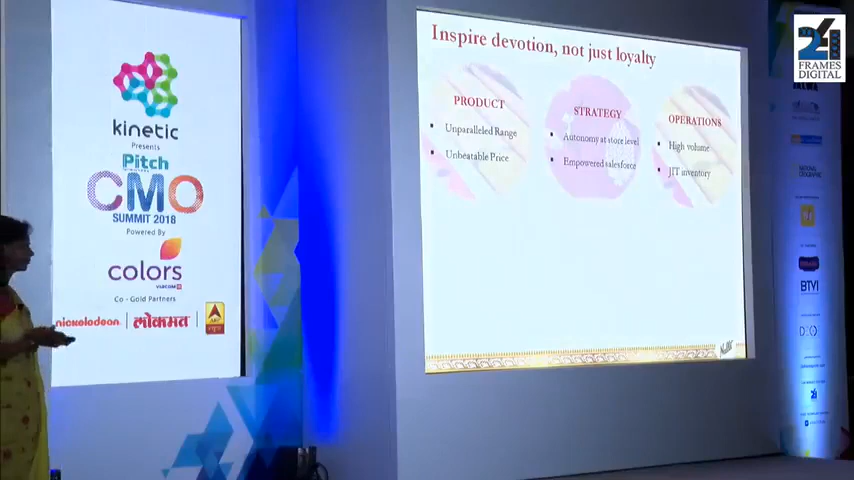 kinetic
Presents
Pitch
CMO
SUMMIT 2018
Powered By
colors
VIACOM18
Co - Gold Partners
nickelodeon
लोकमत
Inspire devotion, not just loyalty
PRODUCT
• Unparalleled Range
• Unbeatable Price
STRATEGY
• Autonomy at store level
• Empowered salesforce
OPERATIONS
• High volume
• JIT inventory
21
FRAMES
DIGITAL
BTVI